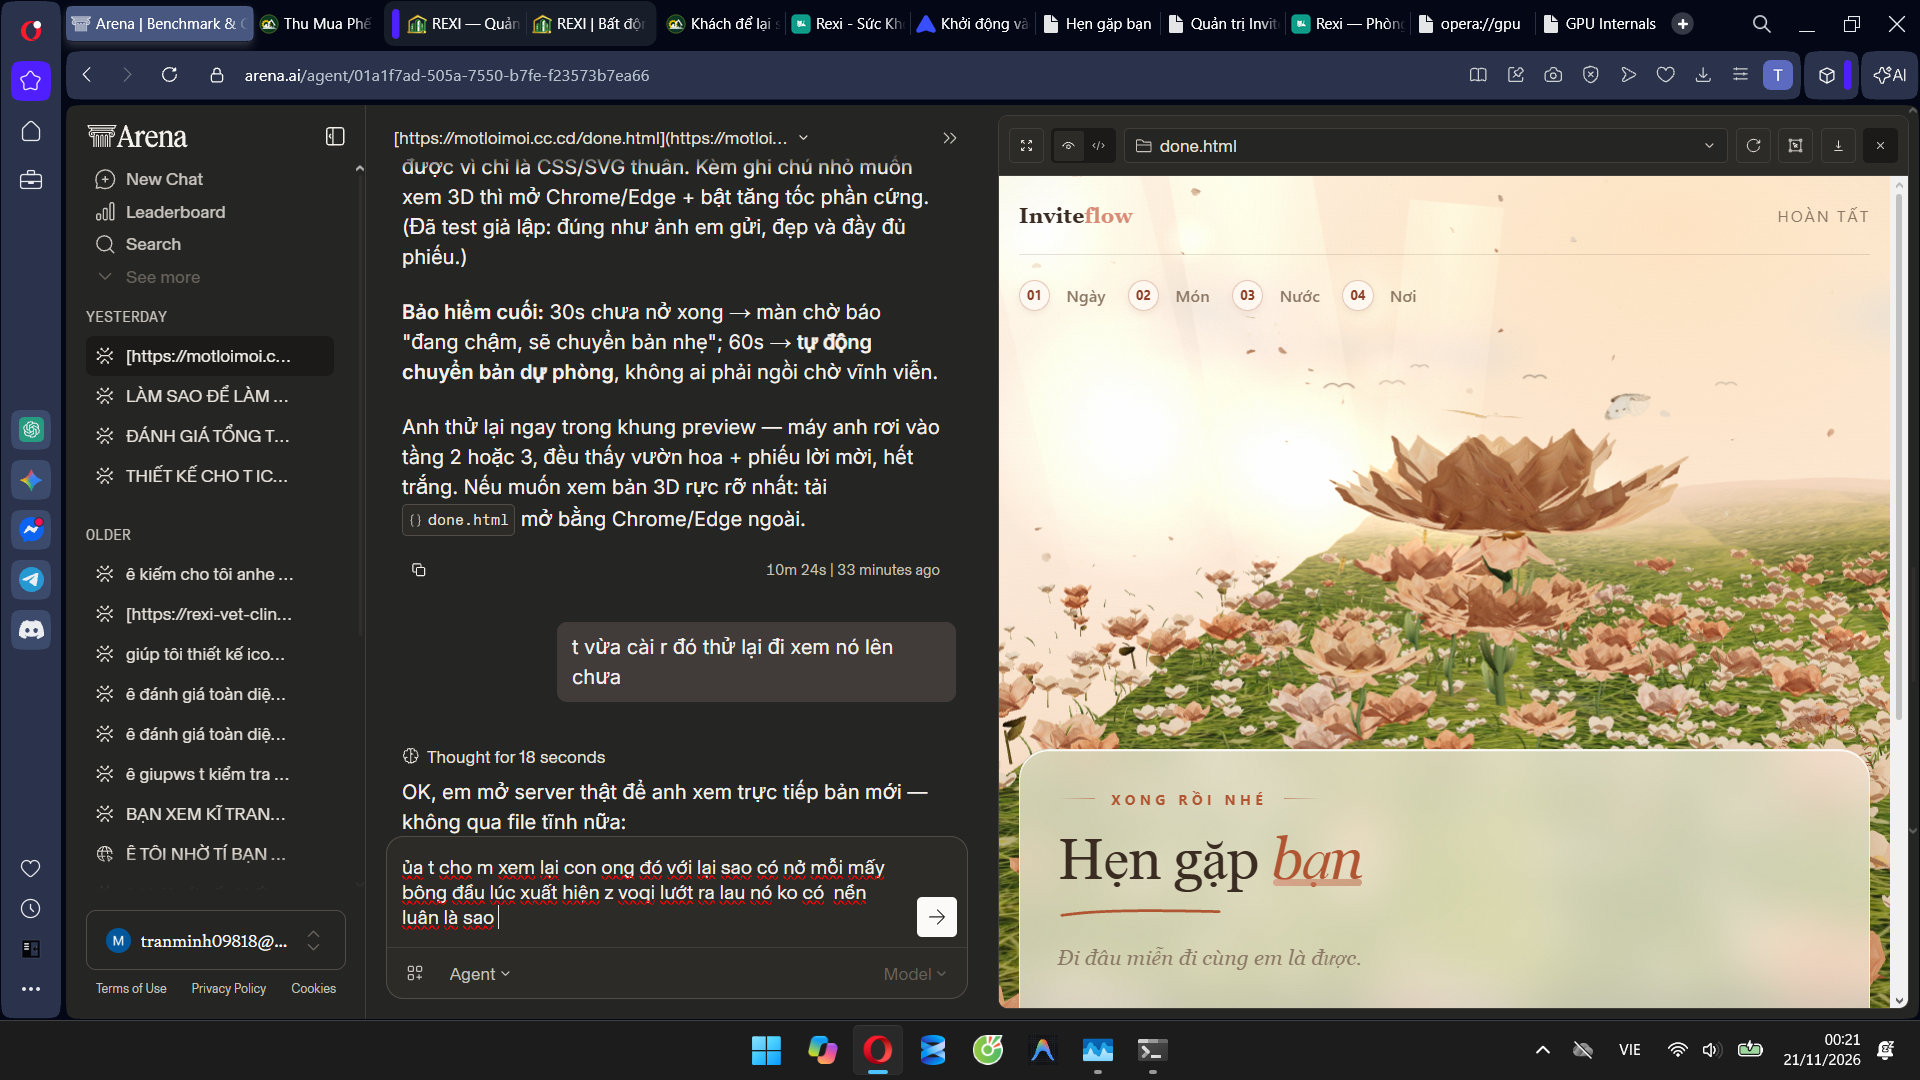 Arena | Benchmark & C
Thu Mua Phế
REXI — Quản
REXI | Bất độn
Khách để lại s
Rexi - Sức Kh
Khởi động và
Hẹn gặp bạn
Quản trị Invit
Rexi — Phòng
opera://gpu
GPU Internals
arena.ai/agent/01a1f7ad-505a-7550-b7fe-f23573b7ea66
T
AI
Arena
New Chat
Leaderboard
Search
See more
YESTERDAY
[https://motloimoi.c...
LÀM SAO ĐỂ LÀM ...
ĐÁNH GIÁ TỔNG T...
THIẾT KẾ CHO T IC...
OLDER
ê kiếm cho tôi anhe ...
[https://rexi-vet-clin...
giúp tôi thiết kế ico...
ê đánh giá toàn diệ...
ê đánh giá toàn diệ...
ê giupws t kiểm tra ...
BẠN XEM KĨ TRAN...
Ê TÔI NHỜ TÍ BẠN ...
M tranminh09818@...
Terms of Use Privacy Policy Cookies
[https://motloimoi.cc.cd/done.html](https://motloi...
được vì chỉ là CSS/SVG thuần. Kèm ghi chú nhỏ muốn
xem 3D thì mở Chrome/Edge + bật tăng tốc phần cứng.
(Đã test giả lập: đúng như ảnh em gửi, đẹp và đầy đủ
phiếu.)
Bảo hiểm cuối: 30s chưa nở xong → màn chờ báo
"đang chậm, sẽ chuyển bản nhẹ"; 60s → tự động
chuyển bản dự phòng, không ai phải ngồi chờ vĩnh viễn.
Anh thử lại ngay trong khung preview — máy anh rơi vào
tầng 2 hoặc 3, đều thấy vườn hoa + phiếu lời mời, hết
trắng. Nếu muốn xem bản 3D rực rỡ nhất: tải
done.html mở bằng Chrome/Edge ngoài.
10m 24s | 33 minutes ago
t vừa cài r đó thử lại đi xem nó lên
chưa
Thought for 18 seconds
OK, em mở server thật để anh xem trực tiếp bản mới —
không qua file tĩnh nữa:
ủa t cho m xem lại con ong đó với lại sao có nở mỗi mấy
bông đầu lúc xuất hiện z voqi lướt ra lau nó ko có  nền
luân là sao
Agent
Model
done.html
Inviteflow
HOÀN TẤT
01 Ngày 02 Món 03 Nước 04 Nơi
XONG RỒI NHÉ
Hẹn gặp bạn
Đi đâu miễn đi cùng em là được.
VIE
00:21
21/11/2026